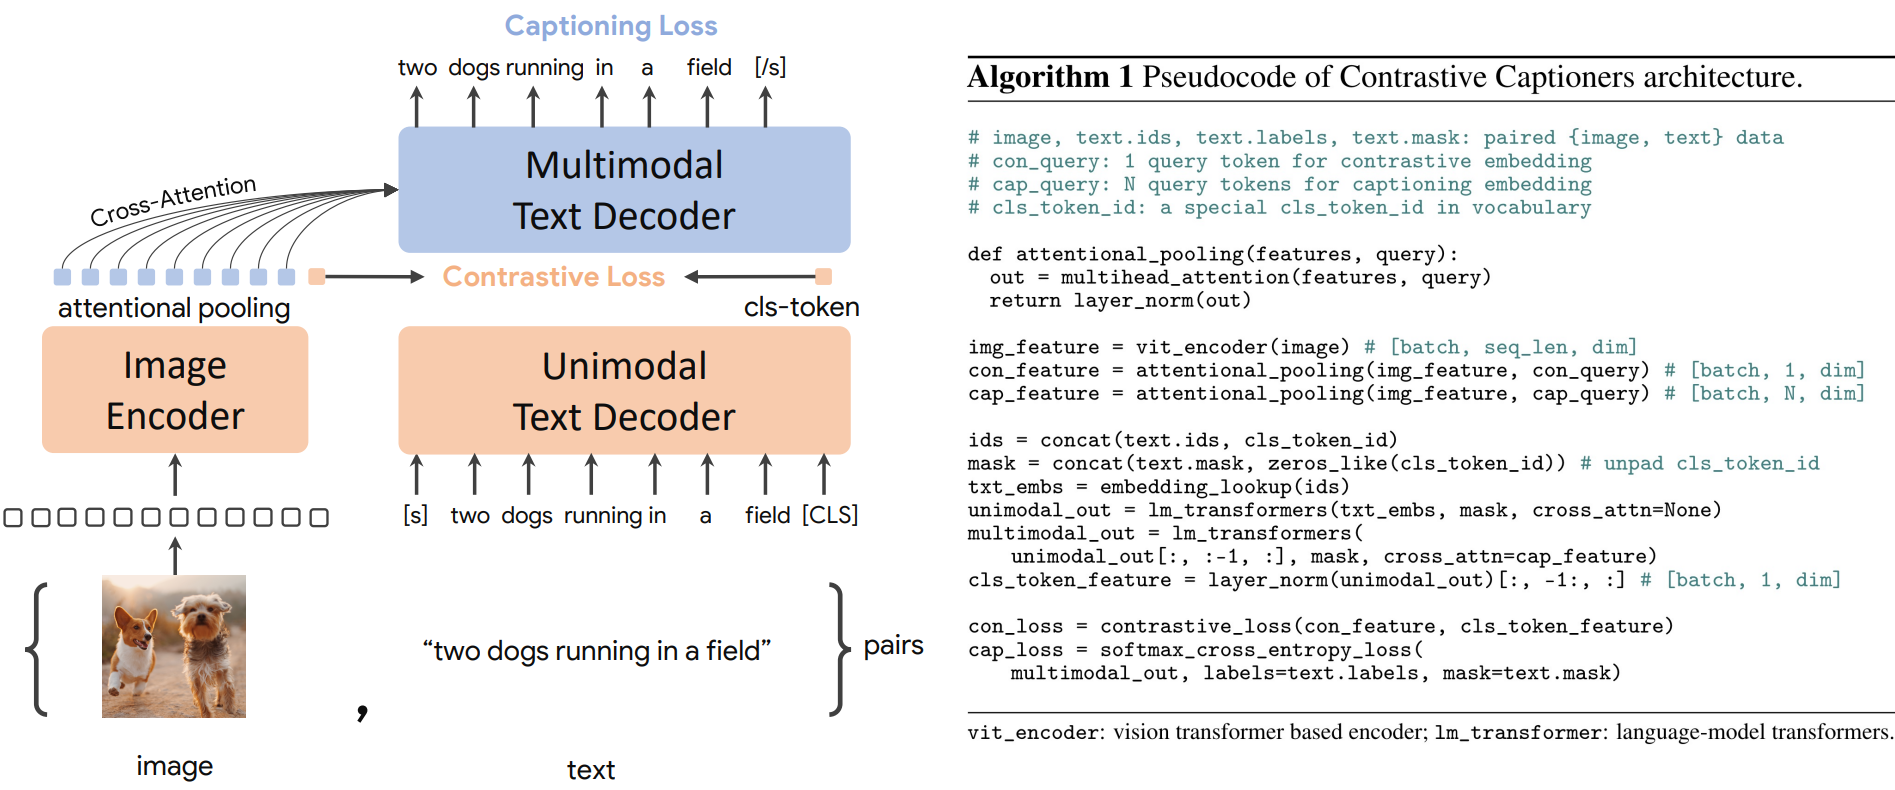 Captioning Loss
two dogs running in a field [/s]
Multimodal
Text Decoder
Cross-Attention
Contrastive Loss
attentional pooling
cls-token
Image
Encoder
Unimodal
Text Decoder
[s] two dogs running in a field [CLS]
“two dogs running in a field”
pairs
,
image
text
Algorithm 1 Pseudocode of Contrastive Captioners architecture.
# image, text.ids, text.labels, text.mask: paired {image, text} data
# con_query: 1 query token for contrastive embedding
# cap_query: N query tokens for captioning embedding
# cls_token_id: a special cls_token_id in vocabulary
def attentional_pooling(features, query):
  out = multihead_attention(features, query)
  return layer_norm(out)
img_feature = vit_encoder(image) # [batch, seq_len, dim]
con_feature = attentional_pooling(img_feature, con_query) # [batch, 1, dim]
cap_feature = attentional_pooling(img_feature, cap_query) # [batch, N, dim]
ids = concat(text.ids, cls_token_id)
mask = concat(text.mask, zeros_like(cls_token_id)) # unpad cls_token_id
txt_embs = embedding_lookup(ids)
unimodal_out = lm_transformers(txt_embs, mask, cross_attn=None)
multimodal_out = lm_transformers(
    unimodal_out[:, :-1, :], mask, cross_attn=cap_feature)
cls_token_feature = layer_norm(unimodal_out)[:, -1:, :] # [batch, 1, dim]
con_loss = contrastive_loss(con_feature, cls_token_feature)
cap_loss = softmax_cross_entropy_loss(
    multimodal_out, labels=text.labels, mask=text.mask)
vit_encoder: vision transformer based encoder; lm_transformer: language-model transformers.